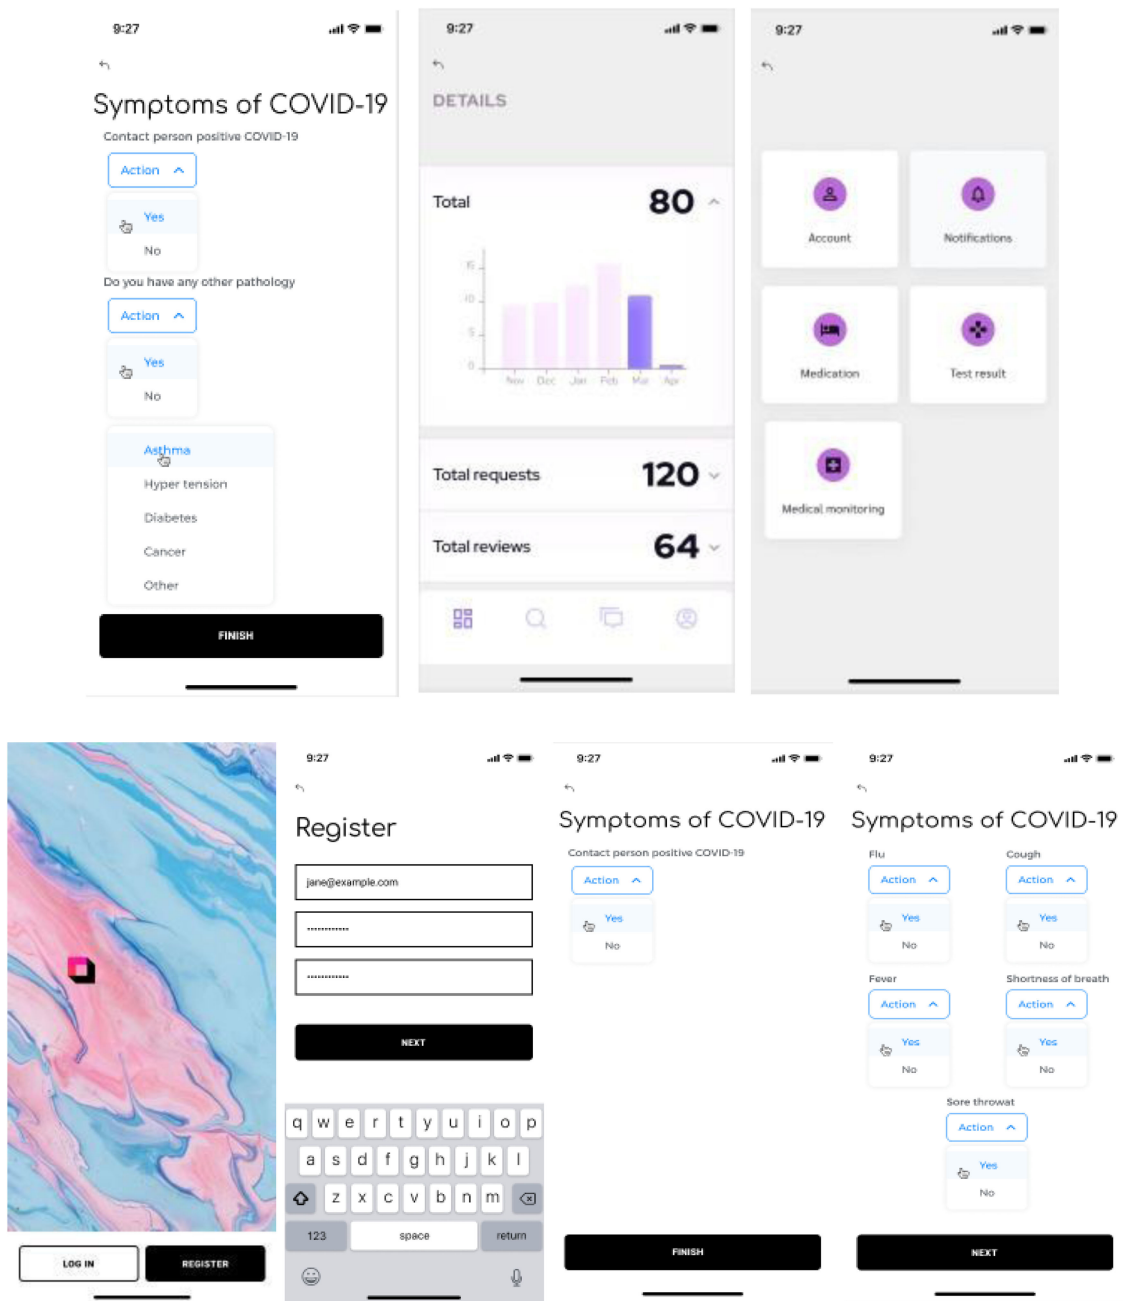 9:27
Symptoms of COVID-19
Contact person positive COVID-19
Action
Yes
No
Do you have any other pathology
Action
Yes
No
Asthma
Hyper tension
Diabetes
Cancer
Other
FINISH
9:27
DETAILS
Total 80
15
10
5
0
Nov Dec Jan Feb Mar Apr
Total requests 120
Total reviews 64
9:27
Account Notifications
Medication Test result
Medical monitoring
LOG IN REGISTER
9:27
Register
jane@example.com
NEXT
q w e r t y u i o p
a s d f g h j k l
z x c v b n m
123 space return
9:27
Symptoms of COVID-19
Contact person positive COVID-19
Action
Yes
No
FINISH
9:27
Symptoms of COVID-19
Flu Cough
Action Action
Yes Yes
No No
Fever Shortness of breath
Action Action
Yes Yes
No No
Sore throwat
Action
Yes
No
NEXT